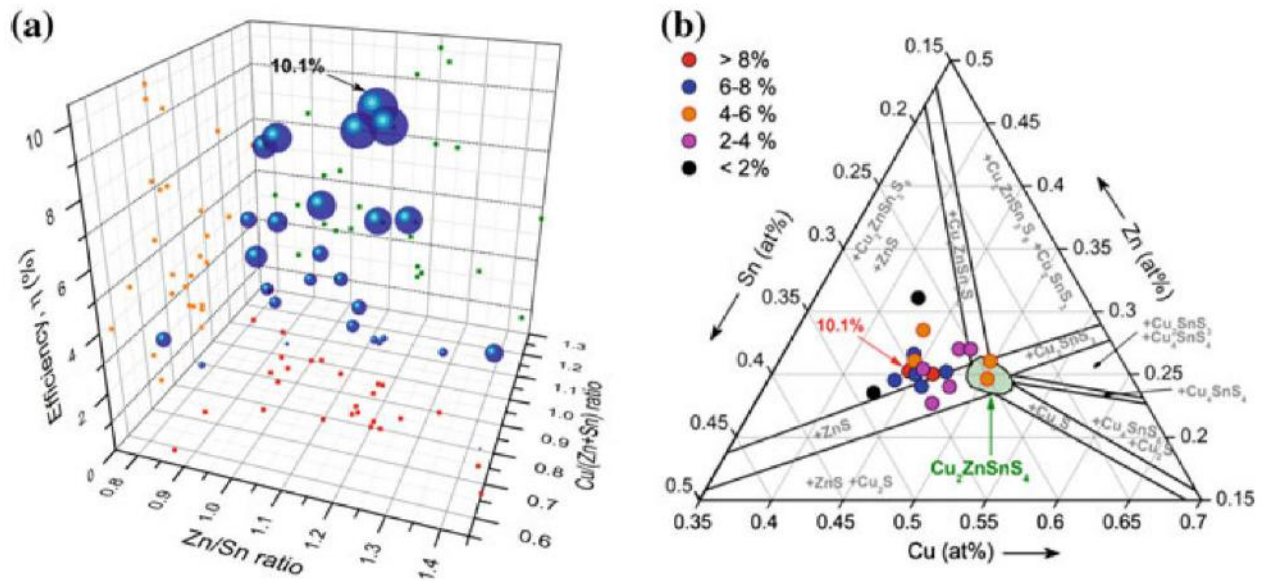 (a)
10.1%
10
8
6
4
2
0
Efficiency, η (%)
0.8
0.9
1.0
1.1
1.2
1.3
1.4
Zn/Sn ratio
1.3
1.2
1.1
1.0
0.9
0.8
0.7
0.6
Cu/(Zn+Sn) ratio
(b)
> 8%
6-8 %
4-6 %
2-4 %
< 2%
0.15
0.2
0.25
0.3
0.35
0.4
0.45
0.5
Sn (at%)
0.5
0.45
0.4
0.35
0.3
0.25
0.2
0.15
Zn (at%)
0.35
0.4
0.45
0.5
0.55
0.6
0.65
0.7
Cu (at%)
+ZnS
10.1%
+Cu₂SnS₃
+Cu₂SnS₃
+Cu₄SnS₄
+Cu₄SnS₄
+ZnS
+Cu₂S
+Cu₂S
+ZnS +Cu₂S
Cu₂ZnSnS₄